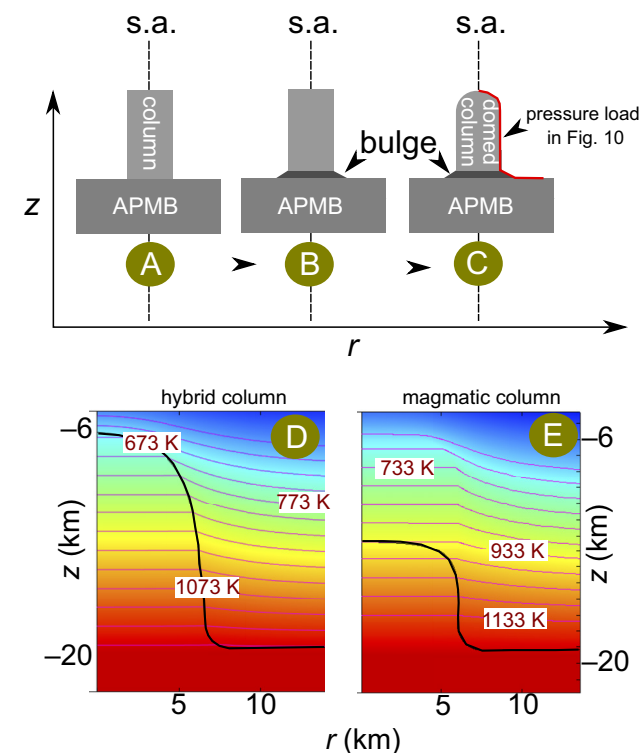 s.a. s.a. s.a.
column
domed
column
pressure load
in Fig. 10
bulge
z
APMB APMB APMB
A B C
r
hybrid column magmatic column
D E
–6 –6
673 K
733 K
773 K
z (km) z (km)
933 K
1073 K
1133 K
–20 –20
5 10 5 10
r (km)